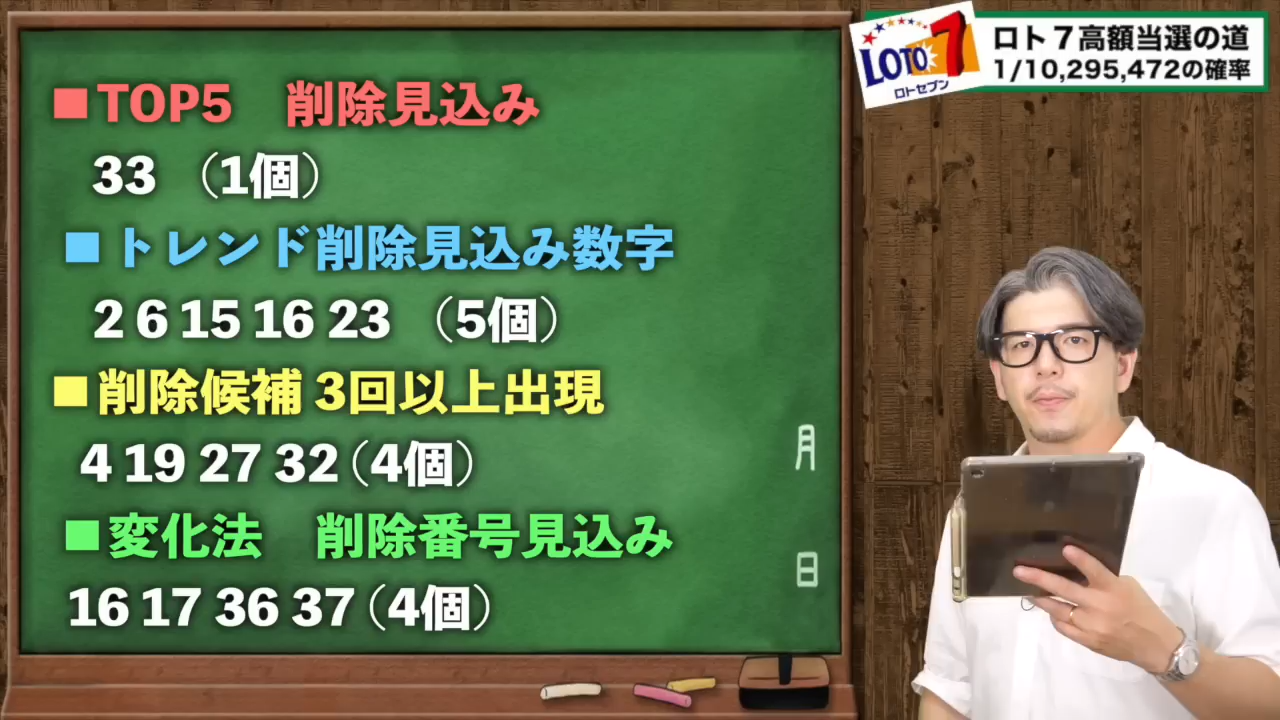 ■TOP5 削除見込み
33 （1個）
■トレンド削除見込み数字
2 6 15 16 23 （5個）
■削除候補 3回以上出現
4 19 27 32（4個）
■変化法 削除番号見込み
16 17 36 37（4個）
月
日
LOTO 7
ロトセブン
ロト７高額当選の道
1/10,295,472の確率